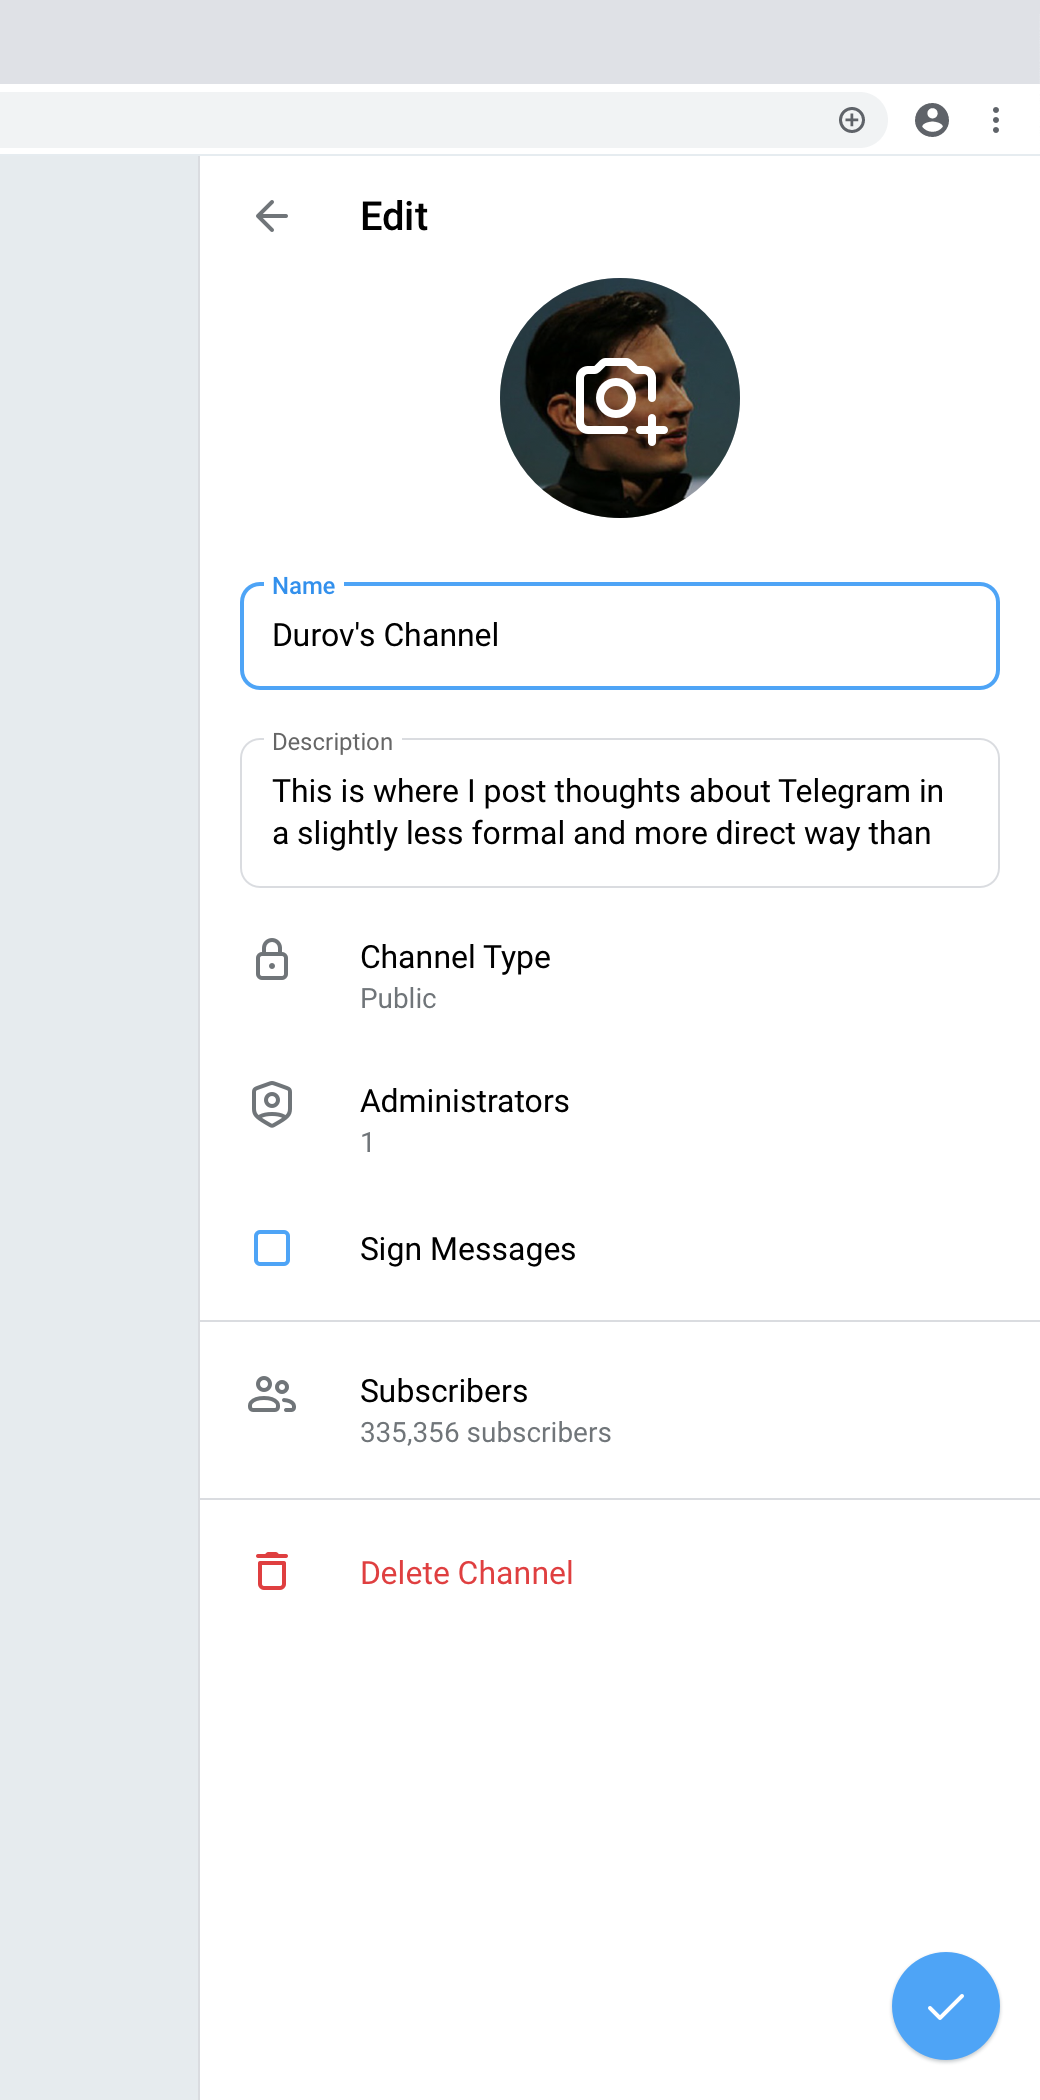 Edit
Name
Durov's Channel
Description
This is where I post thoughts about Telegram in
a slightly less formal and more direct way than
Channel Type
Public
Administrators
1
Sign Messages
Subscribers
335,356 subscribers
Delete Channel